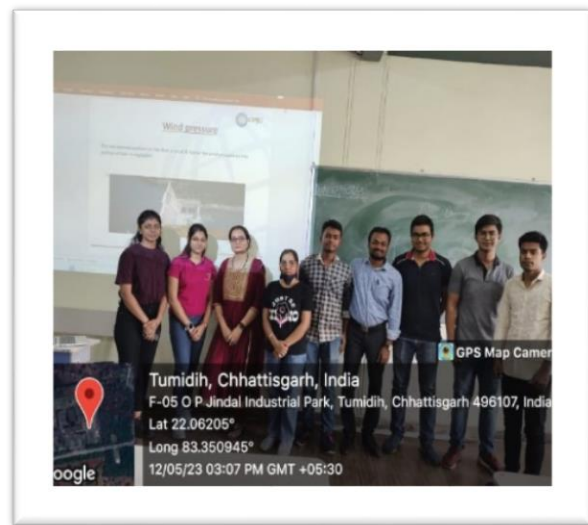 Wind pressure
GPS Map Camer
Tumidih, Chhattisgarh, India
F-05 O P Jindal Industrial Park, Tumidih, Chhattisgarh 496107, India
Lat 22.06205°
Long 83.350945°
12/05/23 03:07 PM GMT +05:30
oogle